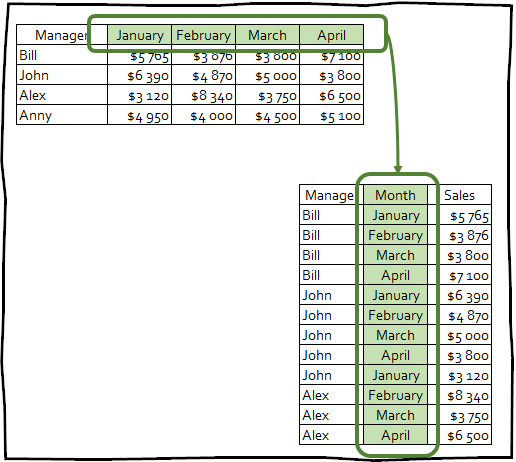 Manager January February March April
Bill $5 765 $3 876 $3 800 $7 100
John $6 390 $4 870 $5 000 $3 800
Alex $3 120 $8 340 $3 750 $6 500
Anny $4 950 $4 000 $4 500 $5 100
Manage Month Sales
Bill January $5 765
Bill February $3 876
Bill March $3 800
Bill April $7 100
John January $6 390
John February $4 870
John March $5 000
John April $3 800
John January $3 120
Alex February $8 340
Alex March $3 750
Alex April $6 500